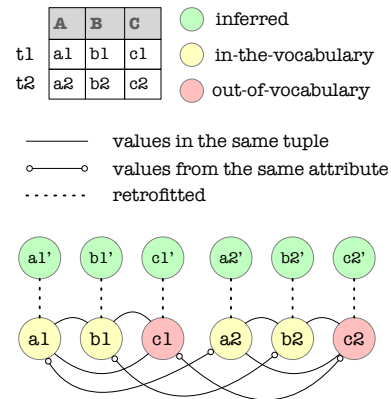 A B C
t1 a1 b1 c1
t2 a2 b2 c2
inferred
in-the-vocabulary
out-of-vocabulary
values in the same tuple
values from the same attribute
retrofitted
a1' b1' c1' a2' b2' c2'
a1 b1 c1 a2 b2 c2